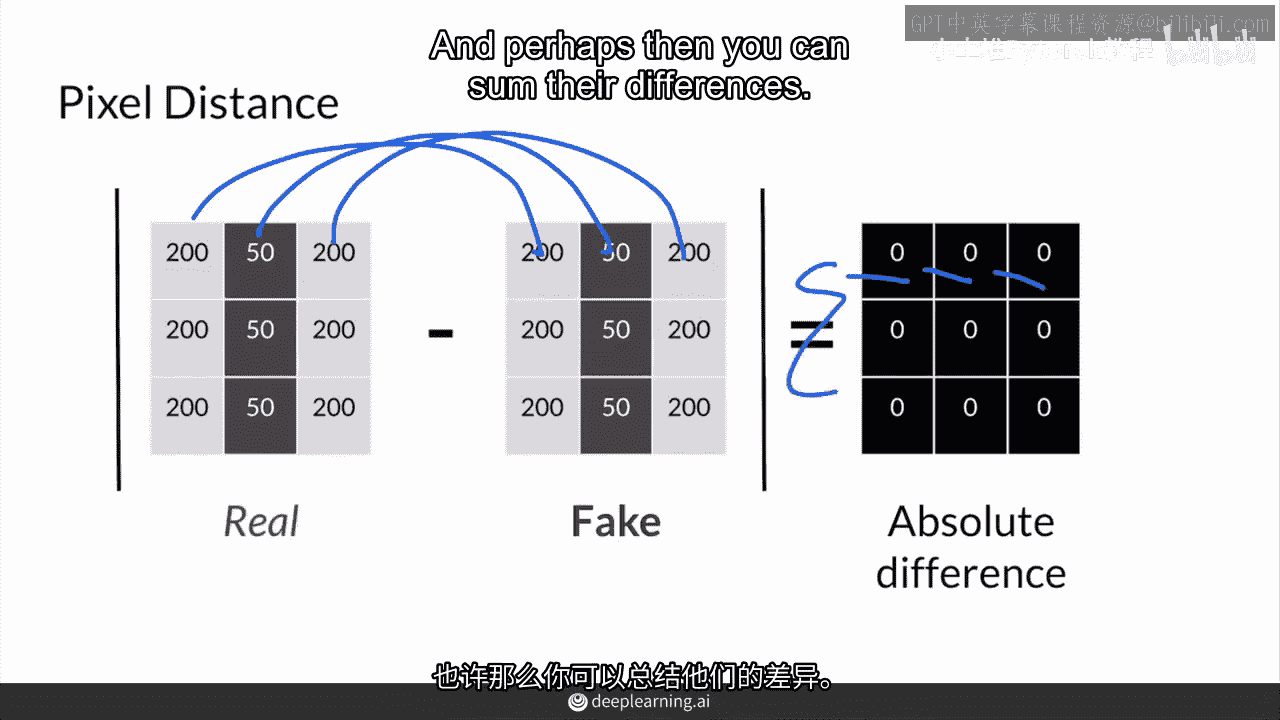 GPT中英字幕课程资源@bilibili.com
And perhaps then you can
sum their differences.
bilibili
Pixel Distance
200 50 200 200 50 200 0 0 0
200 50 200 - 200 50 200 = 0 0 0
200 50 200 200 50 200 0 0 0
Real Fake Absolute
difference
也许那么你可以总结他们的差异。
deeplearning.ai